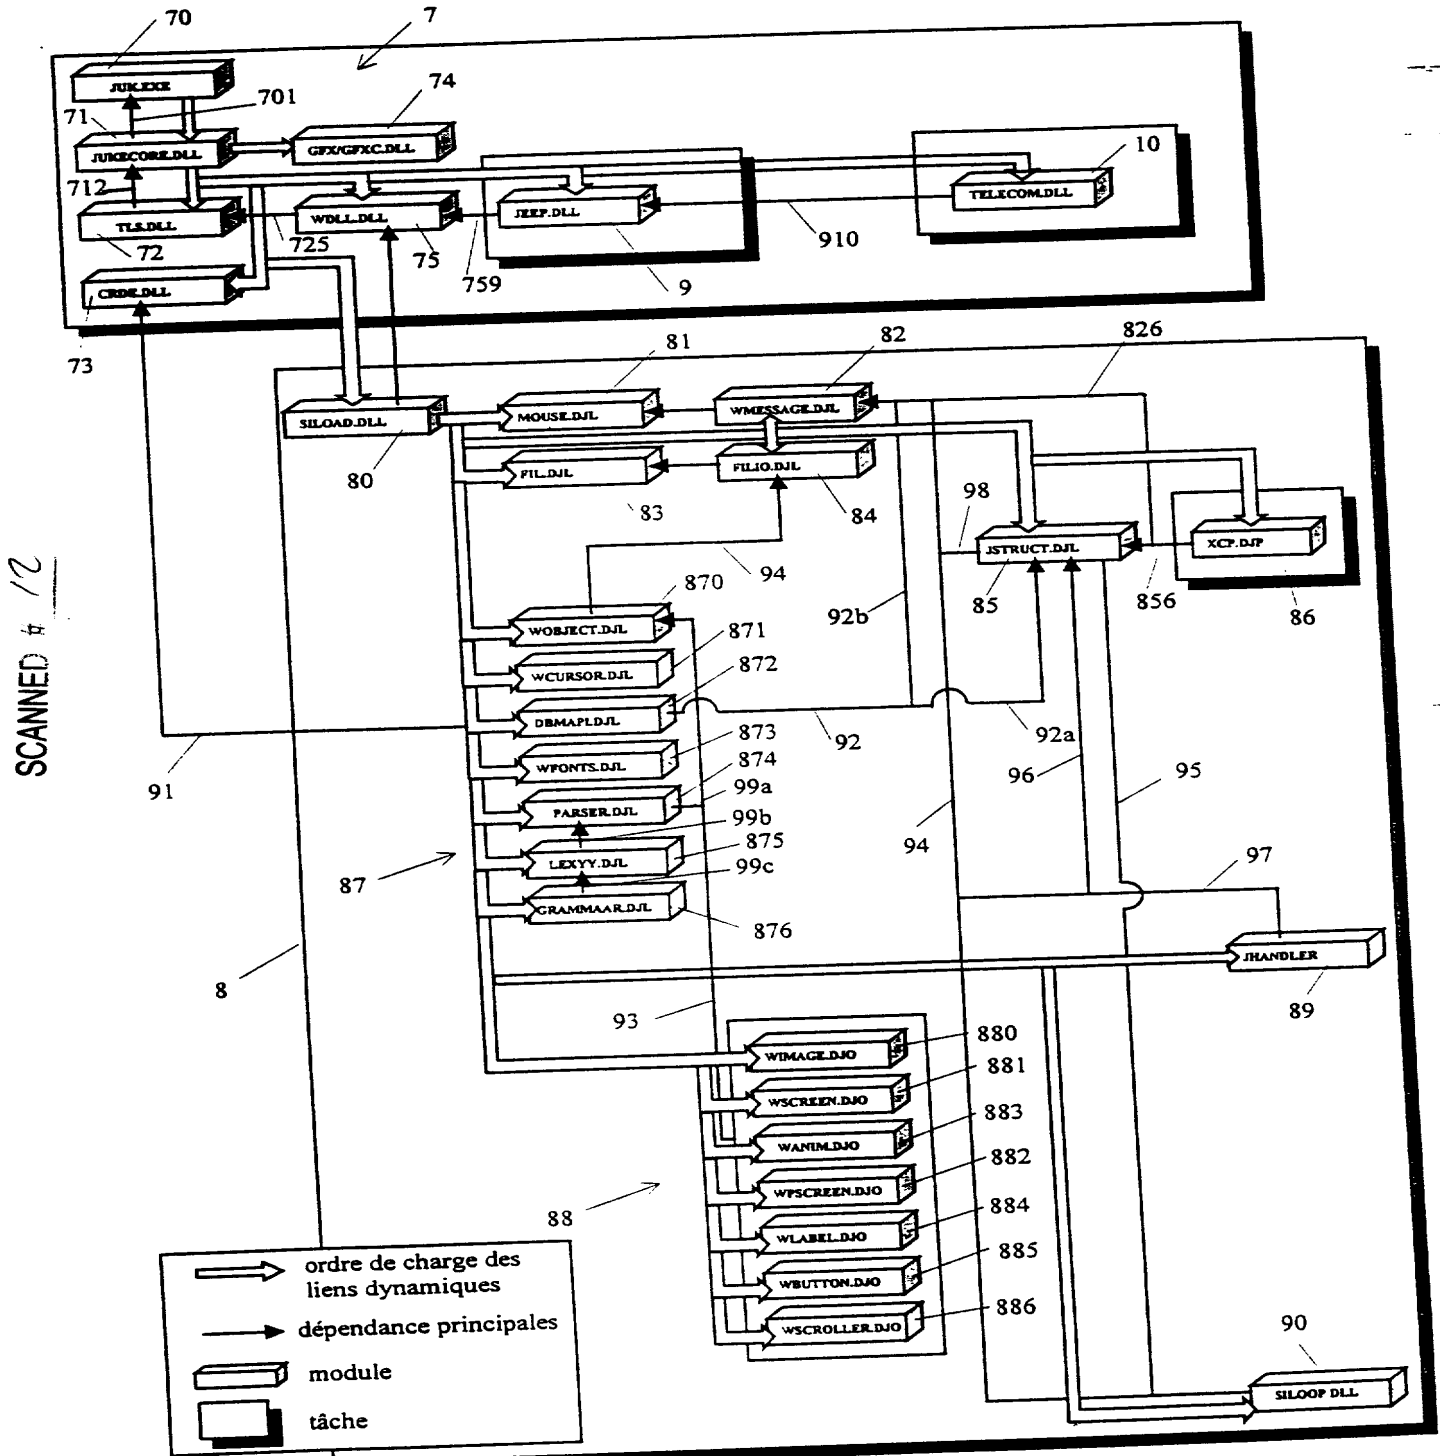 70
7
JUK.EXE
74
701
71
GFX/GFXC.DLL
10
JUKECORE.DLL
712
TELECOM.DLL
TLS.DLL
WDLL.DLL
JEEP.DLL
72
725
75
910
759
9
CRDE.DLL
73
81
82
826
SILOAD.DLL
MOUSE.DJL
WMESSAGE.DJL
80
FIL.DJL
FILIO.DJL
83
84
98
JSTRUCT.DJL
XCP.DJP
94
85
856
86
870
92b
WOBJECT.DJL
871
WCURSOR.DJL
872
DBMAPI.DJL
873
92
92a
91
WFONTS.DJL
874
96
95
99a
PARSER.DJL
99b
875
94
LEXYY.DJL
99c
97
87
GRAMMAAR.DJL
876
8
JHANDLER
89
93
880
WIMAGE.DJO
881
WSCREEN.DJO
883
WANIM.DJO
882
WPSCREEN.DJO
88
884
WLABEL.DJO
885
WBUTTON.DJO
886
WSCROLLER.DJO
90
SILOOP DLL
ordre de charge des
liens dynamiques
dépendance principales
module
tâche
SCANNED # 12